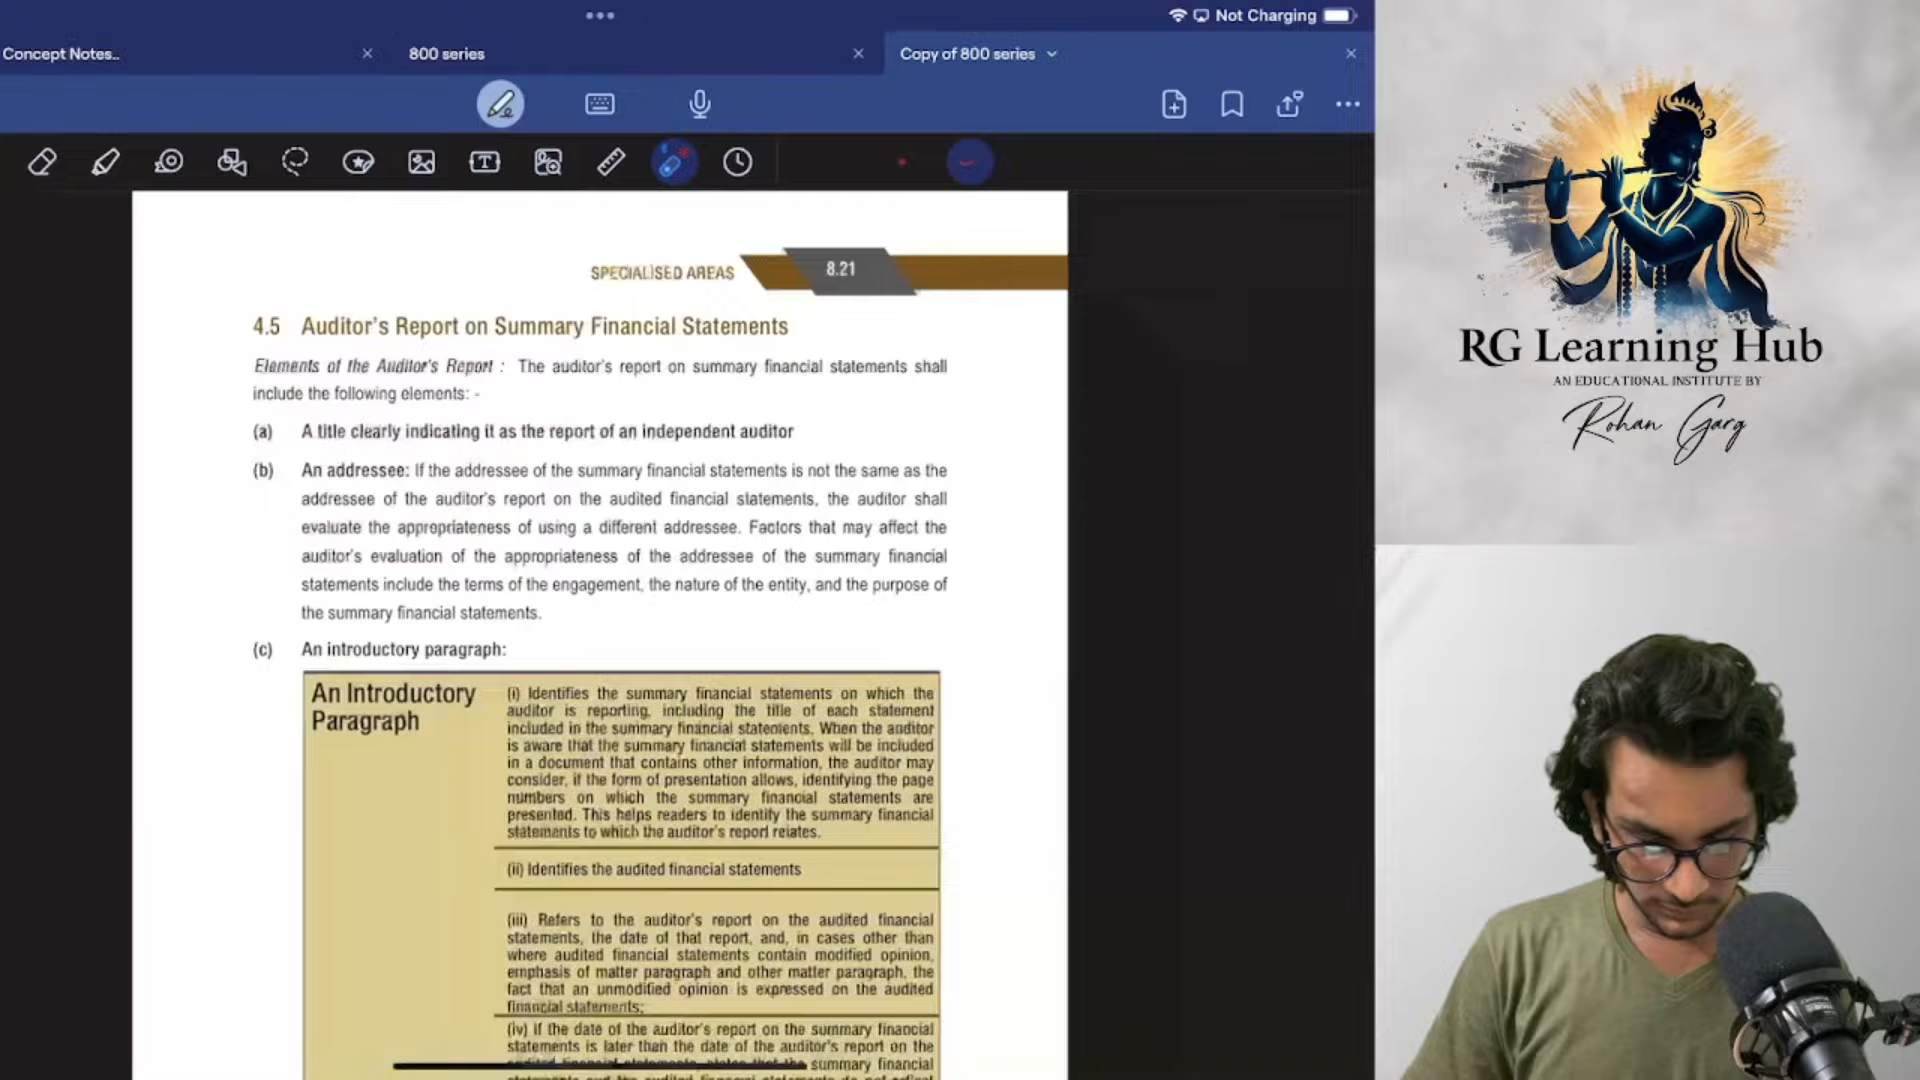 Not Charging
Concept Notes..
800 series
Copy of 800 series
SPECIALISED AREAS
8.21
4.5 Auditor's Report on Summary Financial Statements
Elements of the Auditor's Report : The auditor's report on summary financial statements shall
include the following elements: -
(a) A title clearly indicating it as the report of an independent auditor
(b) An addressee: If the addressee of the summary financial statements is not the same as the
addressee of the auditor's report on the audited financial statements, the auditor shall
evaluate the appropriateness of using a different addressee. Factors that may affect the
auditor's evaluation of the appropriateness of the addressee of the summary financial
statements include the terms of the engagement, the nature of the entity, and the purpose of
the summary financial statements.
(c) An introductory paragraph:
An Introductory
Paragraph
(i) Identifies the summary financial statements on which the
auditor is reporting, including the title of each statement
included in the summary financial statements. When the auditor
is aware that the summary financial statements will be included
in a document that contains other information, the auditor may
consider, if the form of presentation allows, identifying the page
numbers on which the summary financial statements are
presented. This helps readers to identify the summary financial
statements to which the auditor's report relates.
(ii) Identifies the audited financial statements
(iii) Refers to the auditor's report on the audited financial
statements, the date of that report, and, in cases other than
where audited financial statements contain modified opinion,
emphasis of matter paragraph and other matter paragraph, the
fact that an unmodified opinion is expressed on the audited
financial statements;
(iv) If the date of the auditor's report on the summary financial
statements is later than the date of the auditor's report on the
summary financial
RG Learning Hub
AN EDUCATIONAL INSTITUTE BY
Rohan Garg